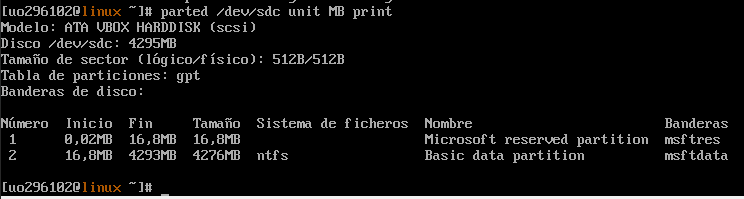 [uo296102@linux ~]# parted /dev/sdc unit MB print
Modelo: ATA VBOX HARDDISK (scsi)
Disco /dev/sdc: 4295MB
Tamaño de sector (lógico/físico): 512B/512B
Tabla de particiones: gpt
Banderas de disco:
Número  Inicio  Fin     Tamaño  Sistema de ficheros  Nombre                        Banderas
 1      0,02MB  16,8MB  16,8MB                       Microsoft reserved partition  msftres
 2      16,8MB  4293MB  4276MB  ntfs                 Basic data partition          msftdata
[uo296102@linux ~]# _